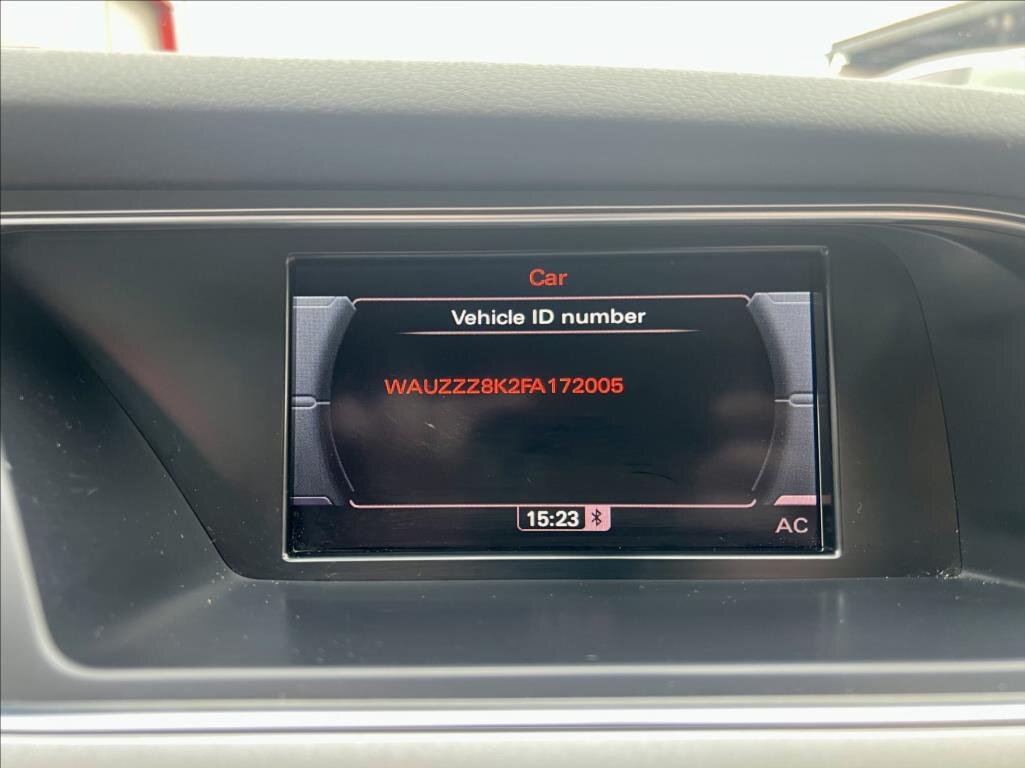 Car
Vehicle ID number
WAUZZZ8K2FA172005
15:23
AC